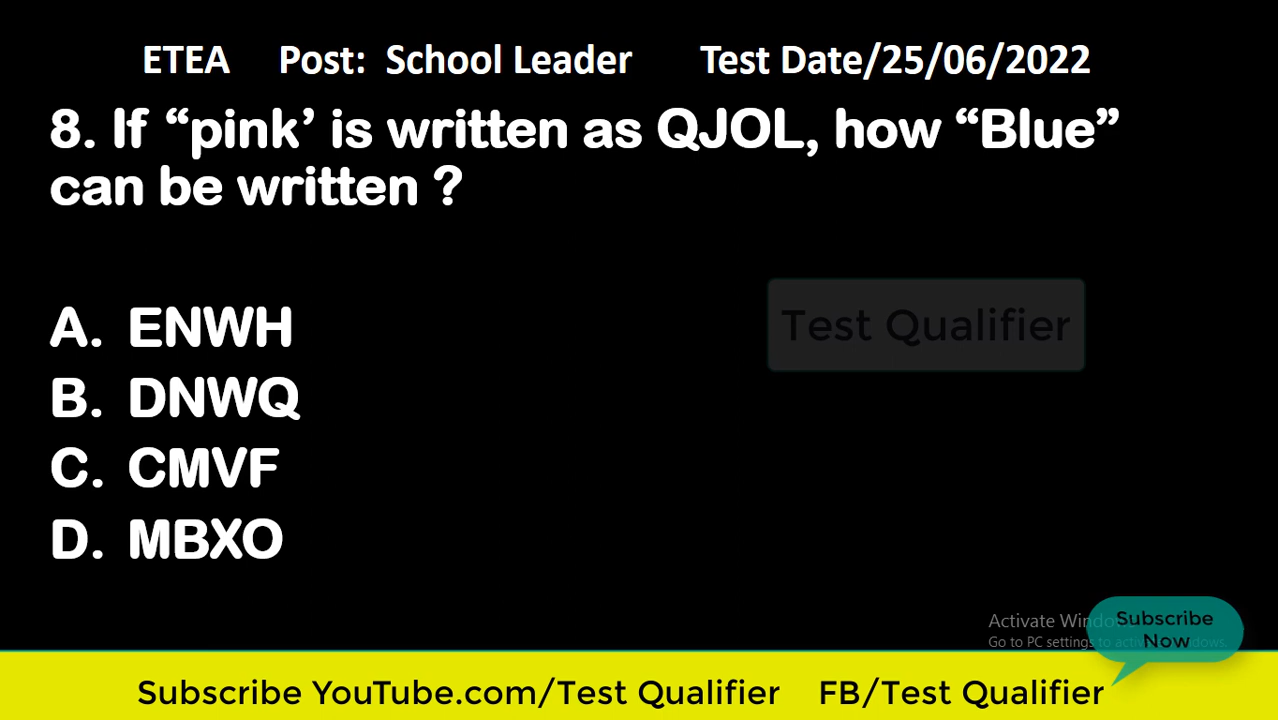 ETEA Post: School Leader Test Date/25/06/2022
8. If “pink’ is written as QJOL, how “Blue”
can be written ?
A. ENWH
Test Qualifier
B. DNWQ
C. CMVF
D. MBXO
Activate Windo
Go to PC settings to activate Windows.
Subscribe
Now
Subscribe YouTube.com/Test Qualifier FB/Test Qualifier